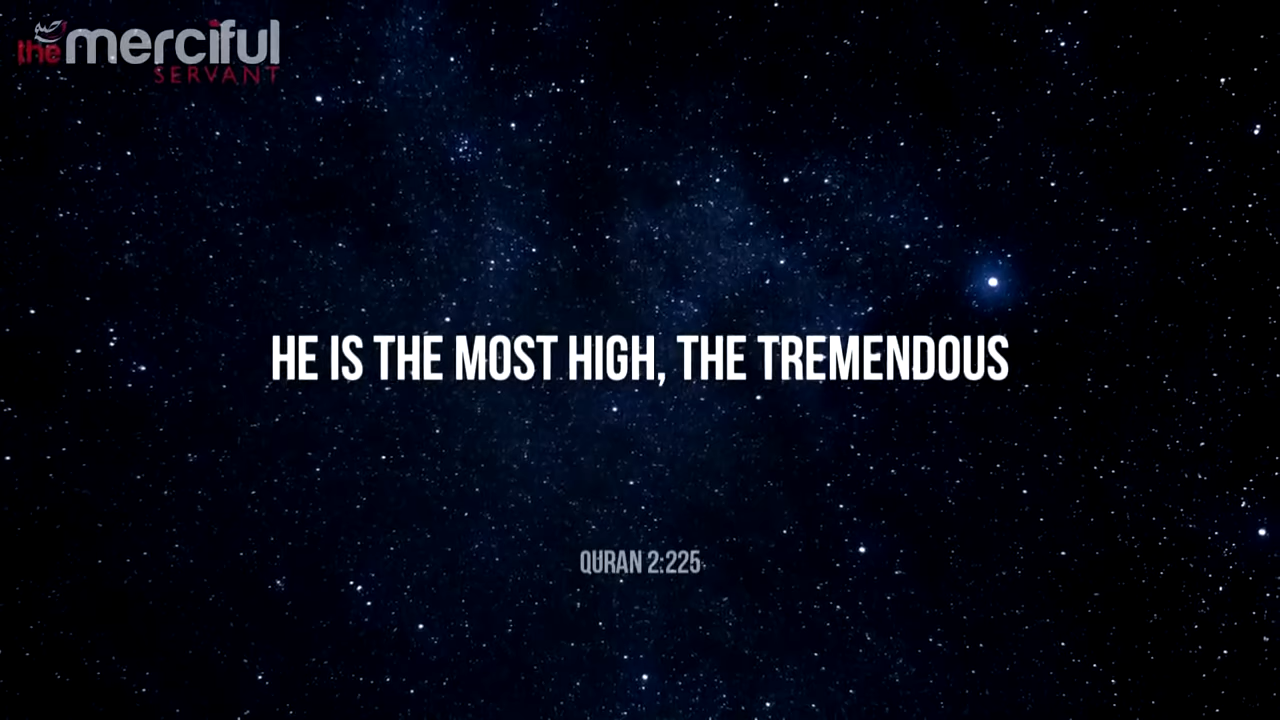 the merciful
SERVANT
HE IS THE MOST HIGH, THE TREMENDOUS
QURAN 2:225